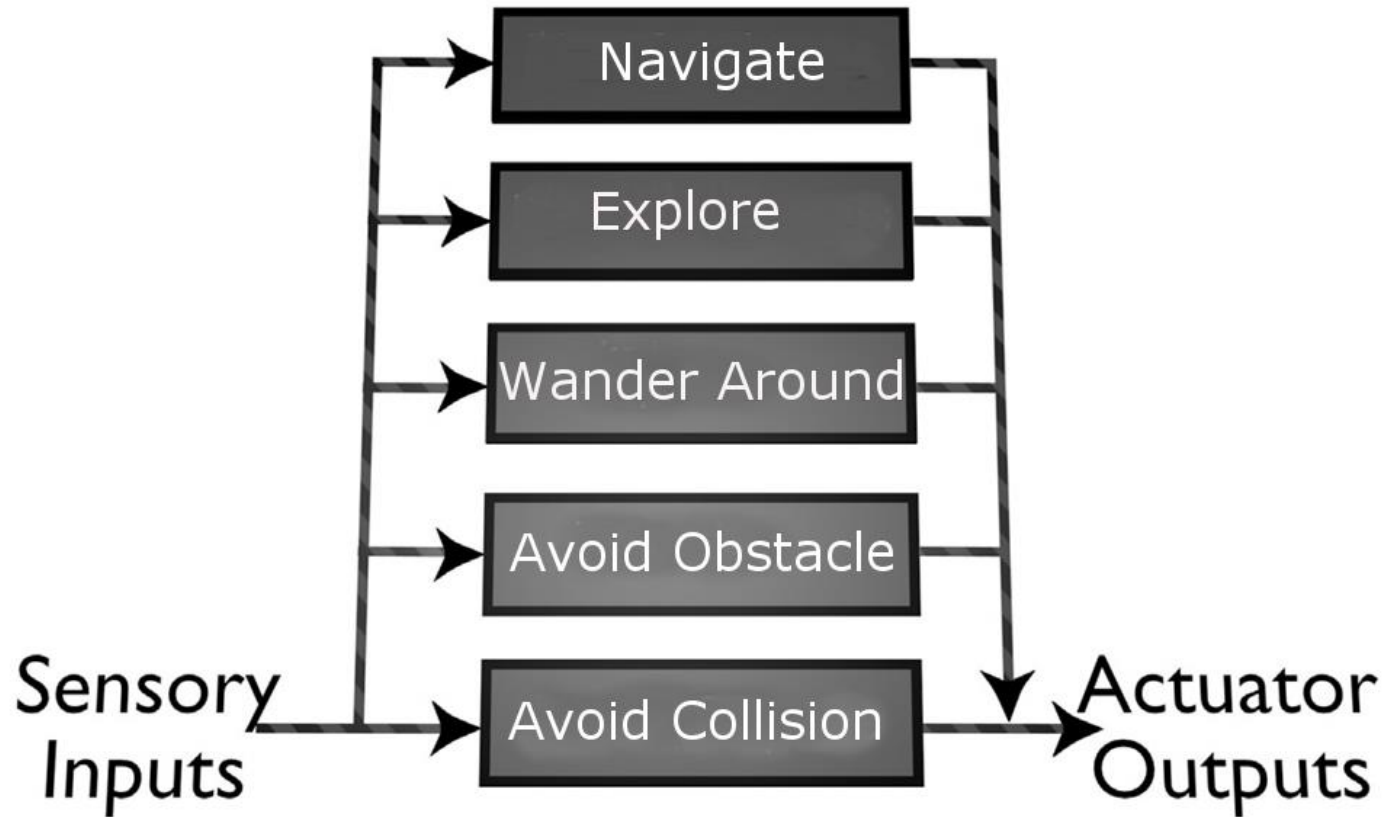 Navigate
Explore
Wander Around
Avoid Obstacle
Avoid Collision
Sensory
Inputs
Actuator
Outputs